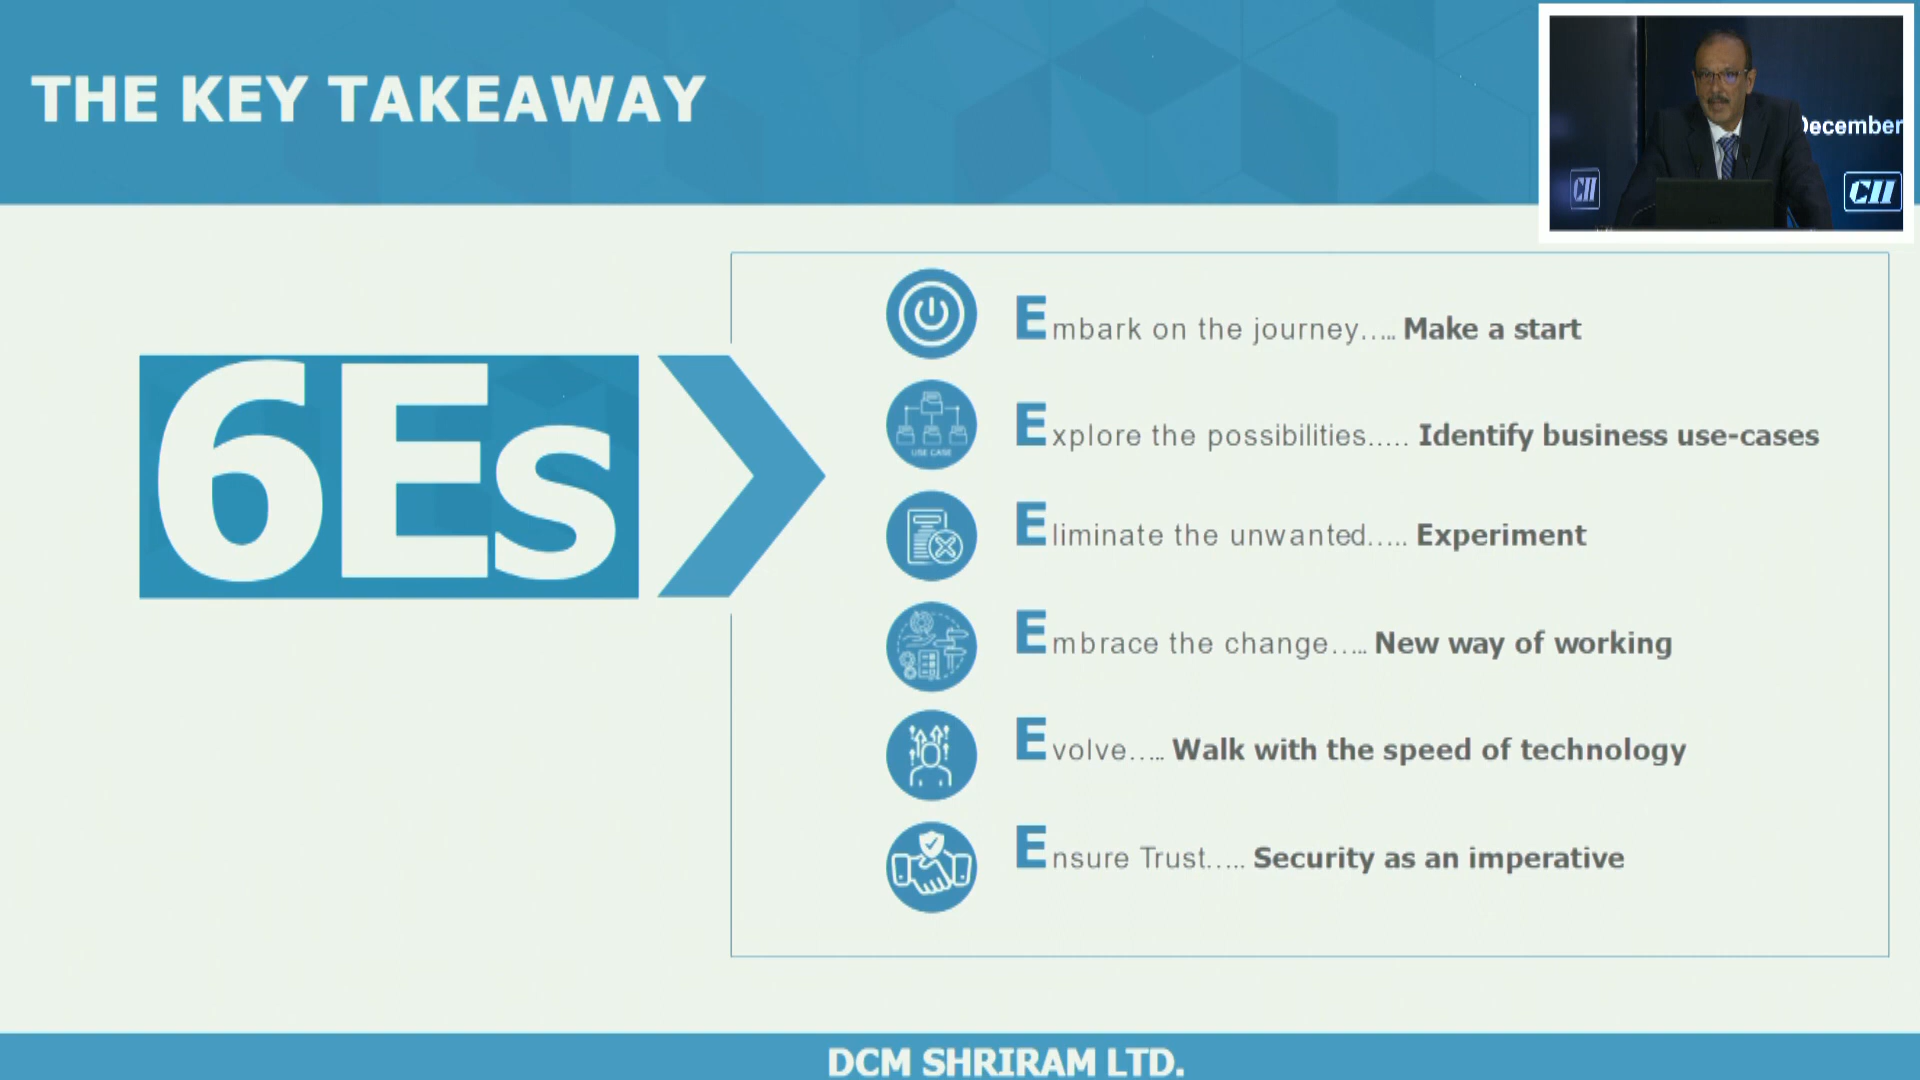 THE KEY TAKEAWAY
December
CII
CII
6Es
Embark on the journey..... Make a start
Explore the possibilities..... Identify business use-cases
USE CASE
Eliminate the unwanted..... Experiment
Embrace the change..... New way of working
Evolve..... Walk with the speed of technology
Ensure Trust..... Security as an imperative
DCM SHRIRAM LTD.